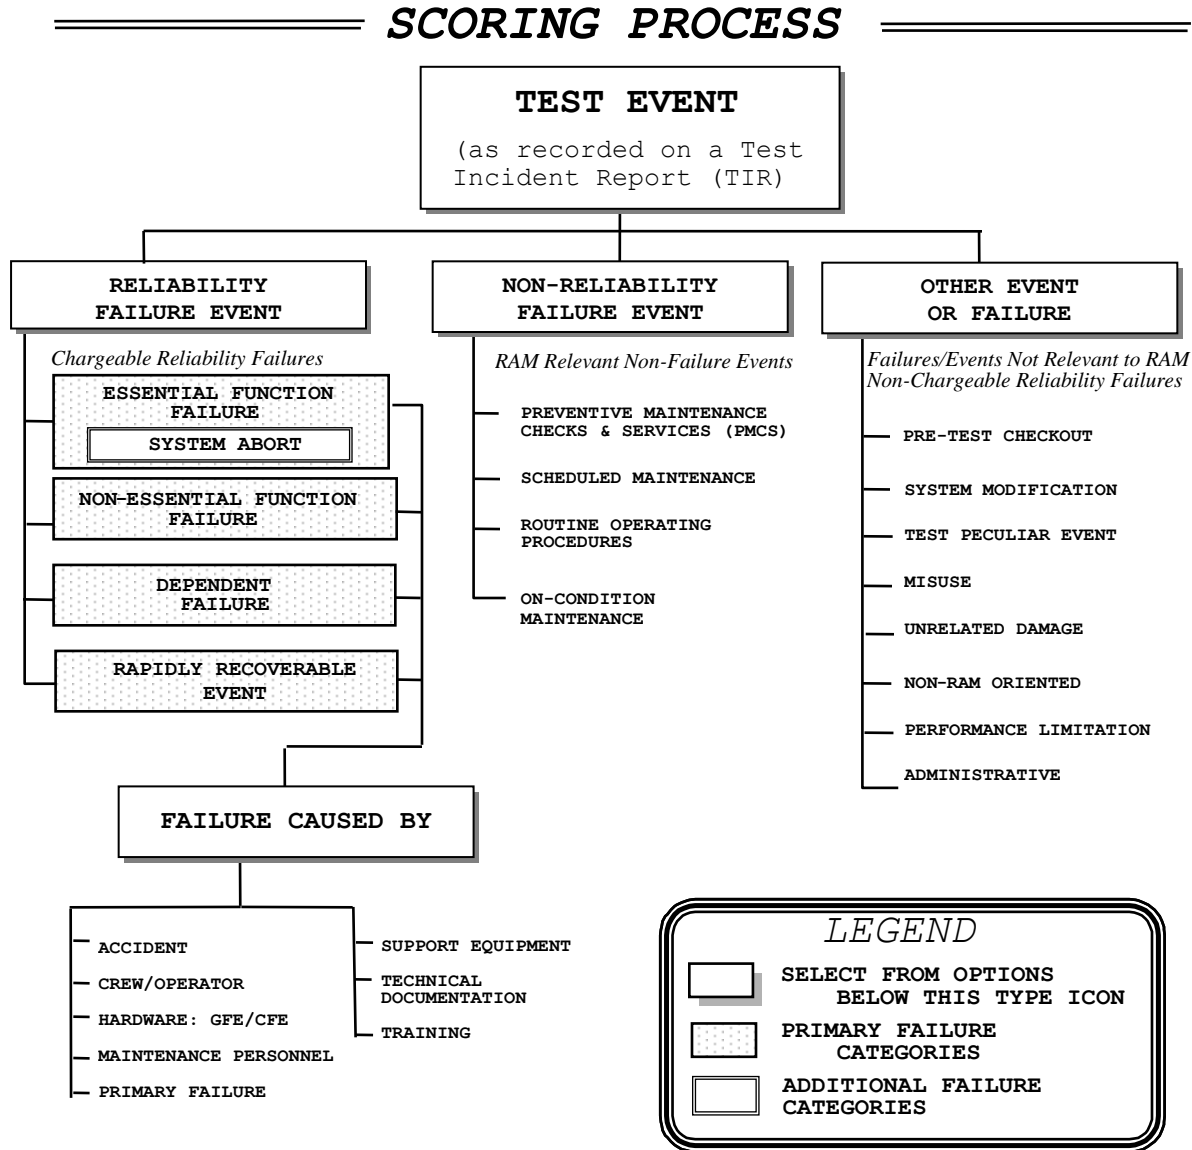 SCORING PROCESS
TEST EVENT
(as recorded on a Test
Incident Report (TIR)
RELIABILITY
FAILURE EVENT
Chargeable Reliability Failures
ESSENTIAL FUNCTION
FAILURE
SYSTEM ABORT
NON-ESSENTIAL FUNCTION
FAILURE
DEPENDENT
FAILURE
RAPIDLY RECOVERABLE
EVENT
NON-RELIABILITY
FAILURE EVENT
RAM Relevant Non-Failure Events
PREVENTIVE MAINTENANCE
CHECKS & SERVICES (PMCS)
SCHEDULED MAINTENANCE
ROUTINE OPERATING
PROCEDURES
ON-CONDITION
MAINTENANCE
OTHER EVENT
OR FAILURE
Failures/Events Not Relevant to RAM
Non-Chargeable Reliability Failures
PRE-TEST CHECKOUT
SYSTEM MODIFICATION
TEST PECULIAR EVENT
MISUSE
UNRELATED DAMAGE
NON-RAM ORIENTED
PERFORMANCE LIMITATION
ADMINISTRATIVE
FAILURE CAUSED BY
ACCIDENT
CREW/OPERATOR
HARDWARE: GFE/CFE
MAINTENANCE PERSONNEL
PRIMARY FAILURE
SUPPORT EQUIPMENT
TECHNICAL
DOCUMENTATION
TRAINING
LEGEND
SELECT FROM OPTIONS
BELOW THIS TYPE ICON
PRIMARY FAILURE
CATEGORIES
ADDITIONAL FAILURE
CATEGORIES